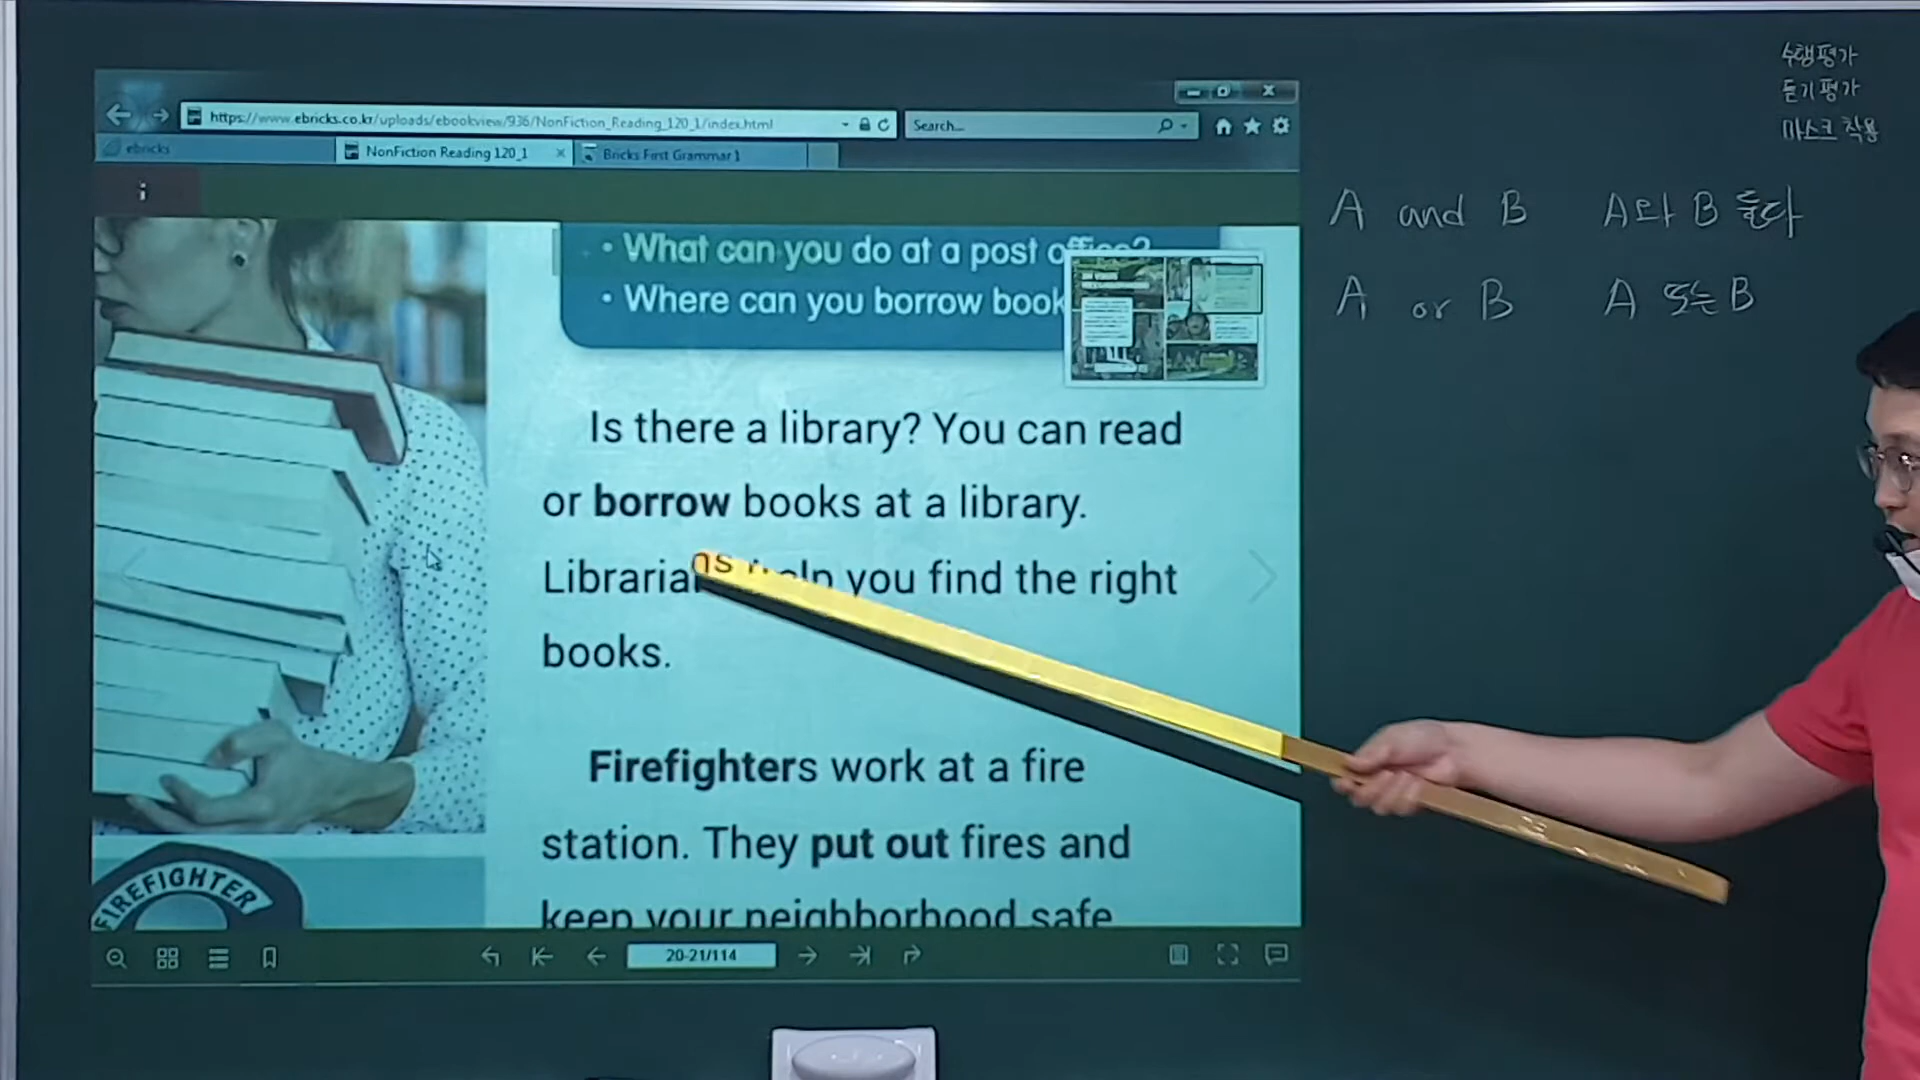 수행평가
듣기평가
마스크 착용
https://www.ebricks.co.kr/uploads/ebookview/936/NonFiction_Reading_120_1/index.html
Search...
ebricks
NonFiction Reading 120_1
Bricks First Grammar 1
i
A and B A와 B 둘다
A or B A 또는 B
• What can you do at a post office?
• Where can you borrow book
Is there a library? You can read
or borrow books at a library.
Librarians help you find the right
books.
Firefighters work at a fire
station. They put out fires and
keep your neighborhood safe
FIREFIGHTER
20-21/114